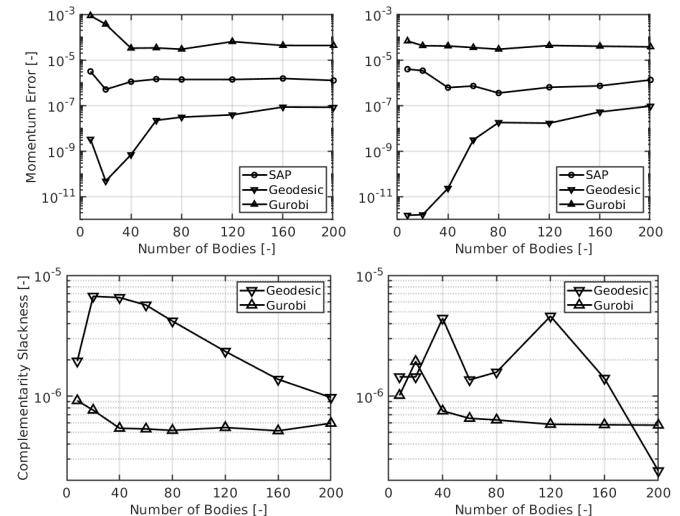 Momentum Error [-]
10⁻³
10⁻⁵
10⁻⁷
10⁻⁹
10⁻¹¹
SAP
Geodesic
Gurobi
0 40 80 120 160 200
Number of Bodies [-]
10⁻³
10⁻⁵
10⁻⁷
10⁻⁹
10⁻¹¹
SAP
Geodesic
Gurobi
0 40 80 120 160 200
Number of Bodies [-]
Complementarity Slackness [-]
10⁻⁵
10⁻⁶
Geodesic
Gurobi
0 40 80 120 160 200
Number of Bodies [-]
10⁻⁵
10⁻⁶
Geodesic
Gurobi
0 40 80 120 160 200
Number of Bodies [-]